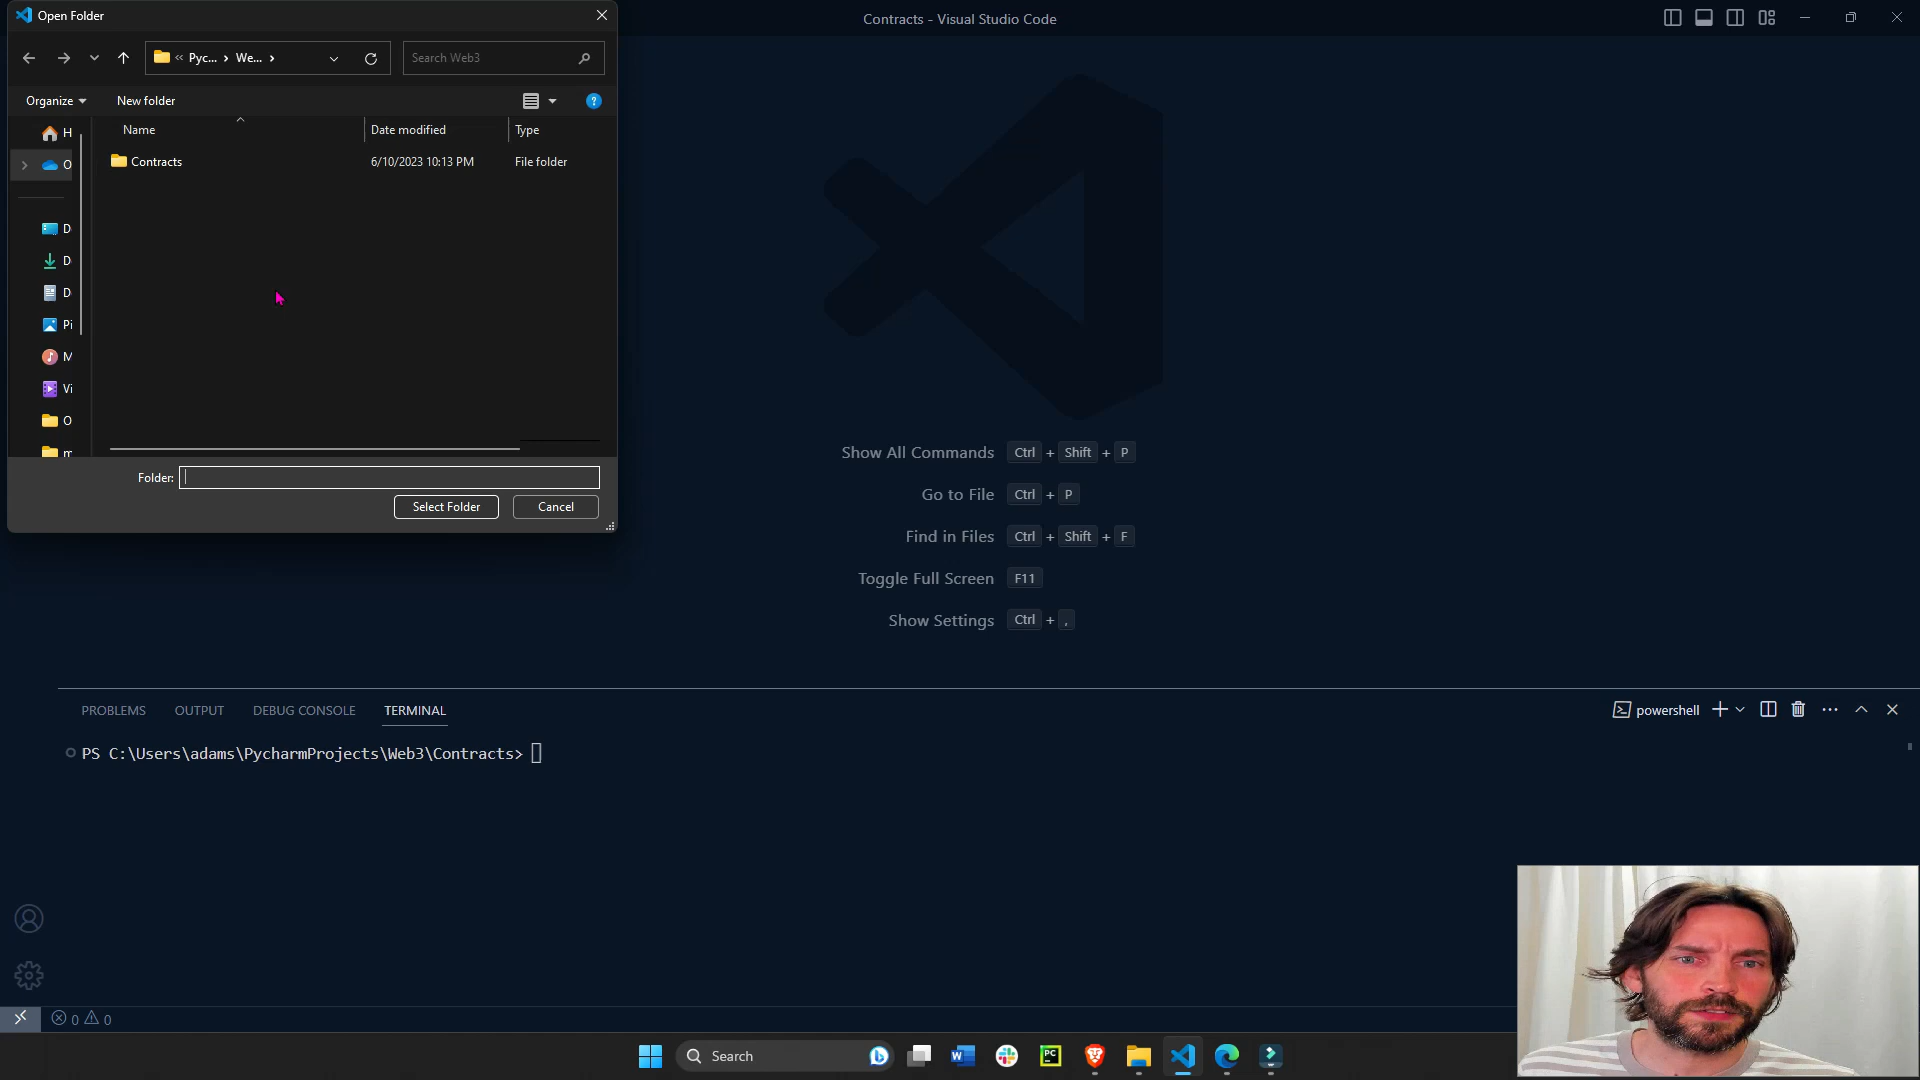 Open Folder
Contracts - Visual Studio Code
« Pyc... › We... ›
Search Web3
Organize
New folder
?
Name
Date modified
Type
Contracts
6/10/2023 10:13 PM
File folder
H
O
D
D
D
Pi
M
Vi
O
m
Folder:
Select Folder
Cancel
Show All Commands Ctrl + Shift + P
Go to File Ctrl + P
Find in Files Ctrl + Shift + F
Toggle Full Screen F11
Show Settings Ctrl + ,
PROBLEMS OUTPUT DEBUG CONSOLE TERMINAL
powershell
PS C:\Users\adams\PycharmProjects\Web3\Contracts>
0 0
Search
W
PC